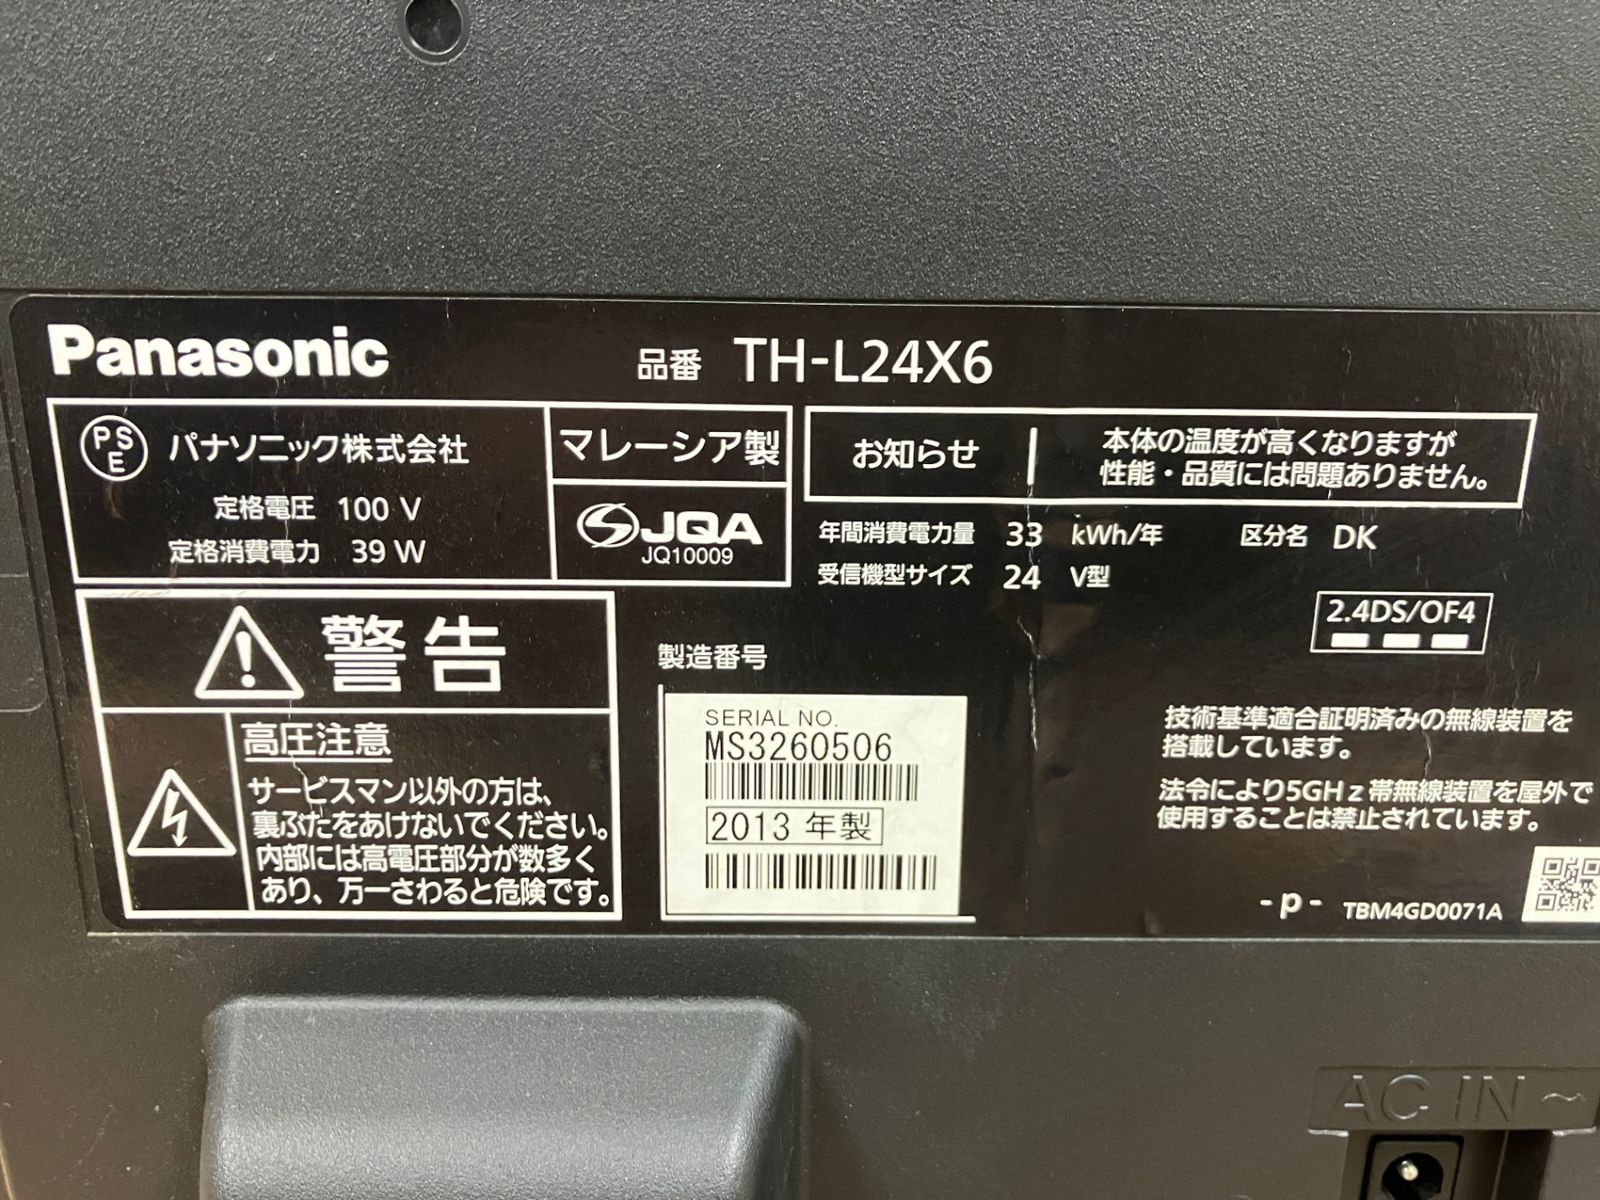 Panasonic
品番 TH-L24X6
PSE パナソニック株式会社
定格電圧 100 V
定格消費電力 39 W
マレーシア製
JQA
JQ10009
お知らせ
本体の温度が高くなりますが
性能・品質には問題ありません。
年間消費電力量 33 kWh/年 区分名 DK
受信機型サイズ 24 V型
2.4DS/OF4
警告
高圧注意
サービスマン以外の方は、
裏ぶたをあけないでください。
内部には高電圧部分が数多く
あり、万一さわると危険です。
製造番号
SERIAL NO.
MS3260506
2013 年製
技術基準適合証明済みの無線装置を
搭載しています。
法令により5GHz帯無線装置を屋外で
使用することは禁止されています。
-p- TBM4GD0071A
AC IN ～